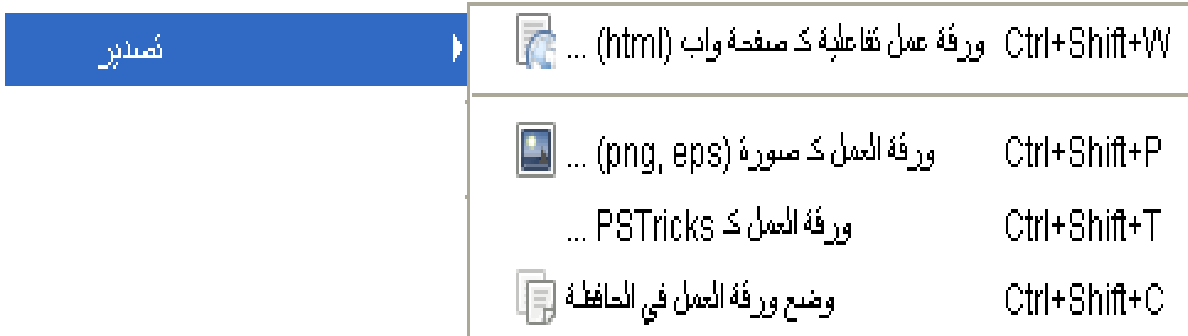 تصدير
ورقة عمل تفاعلية كـ صفحة واب (html) ... Ctrl+Shift+W
ورقة العمل كـ صورة (png, eps) ... Ctrl+Shift+P
ورقة العمل كـ PSTricks ... Ctrl+Shift+T
وضع ورقة العمل في الحافظة Ctrl+Shift+C